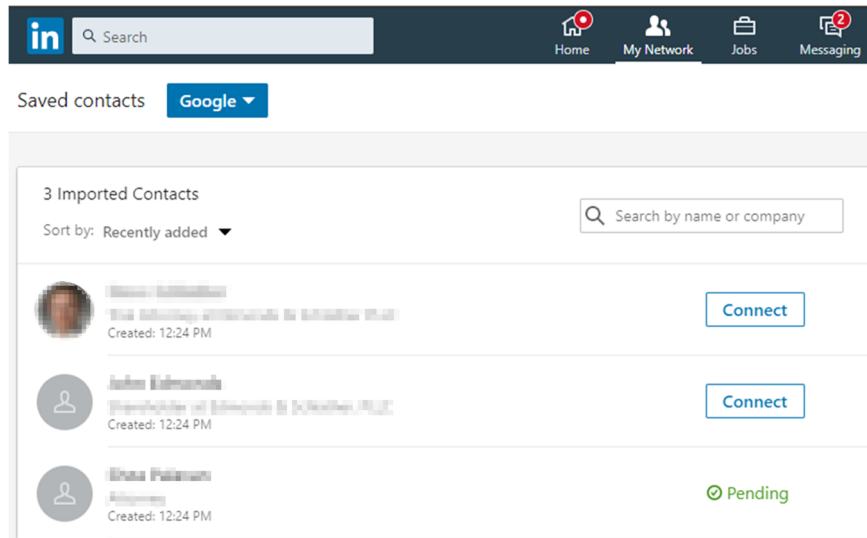 in Search
Home My Network Jobs 2 Messaging
Saved contacts Google
3 Imported Contacts
Sort by: Recently added
Search by name or company
Created: 12:24 PM
Connect
Created: 12:24 PM
Connect
Created: 12:24 PM
Pending